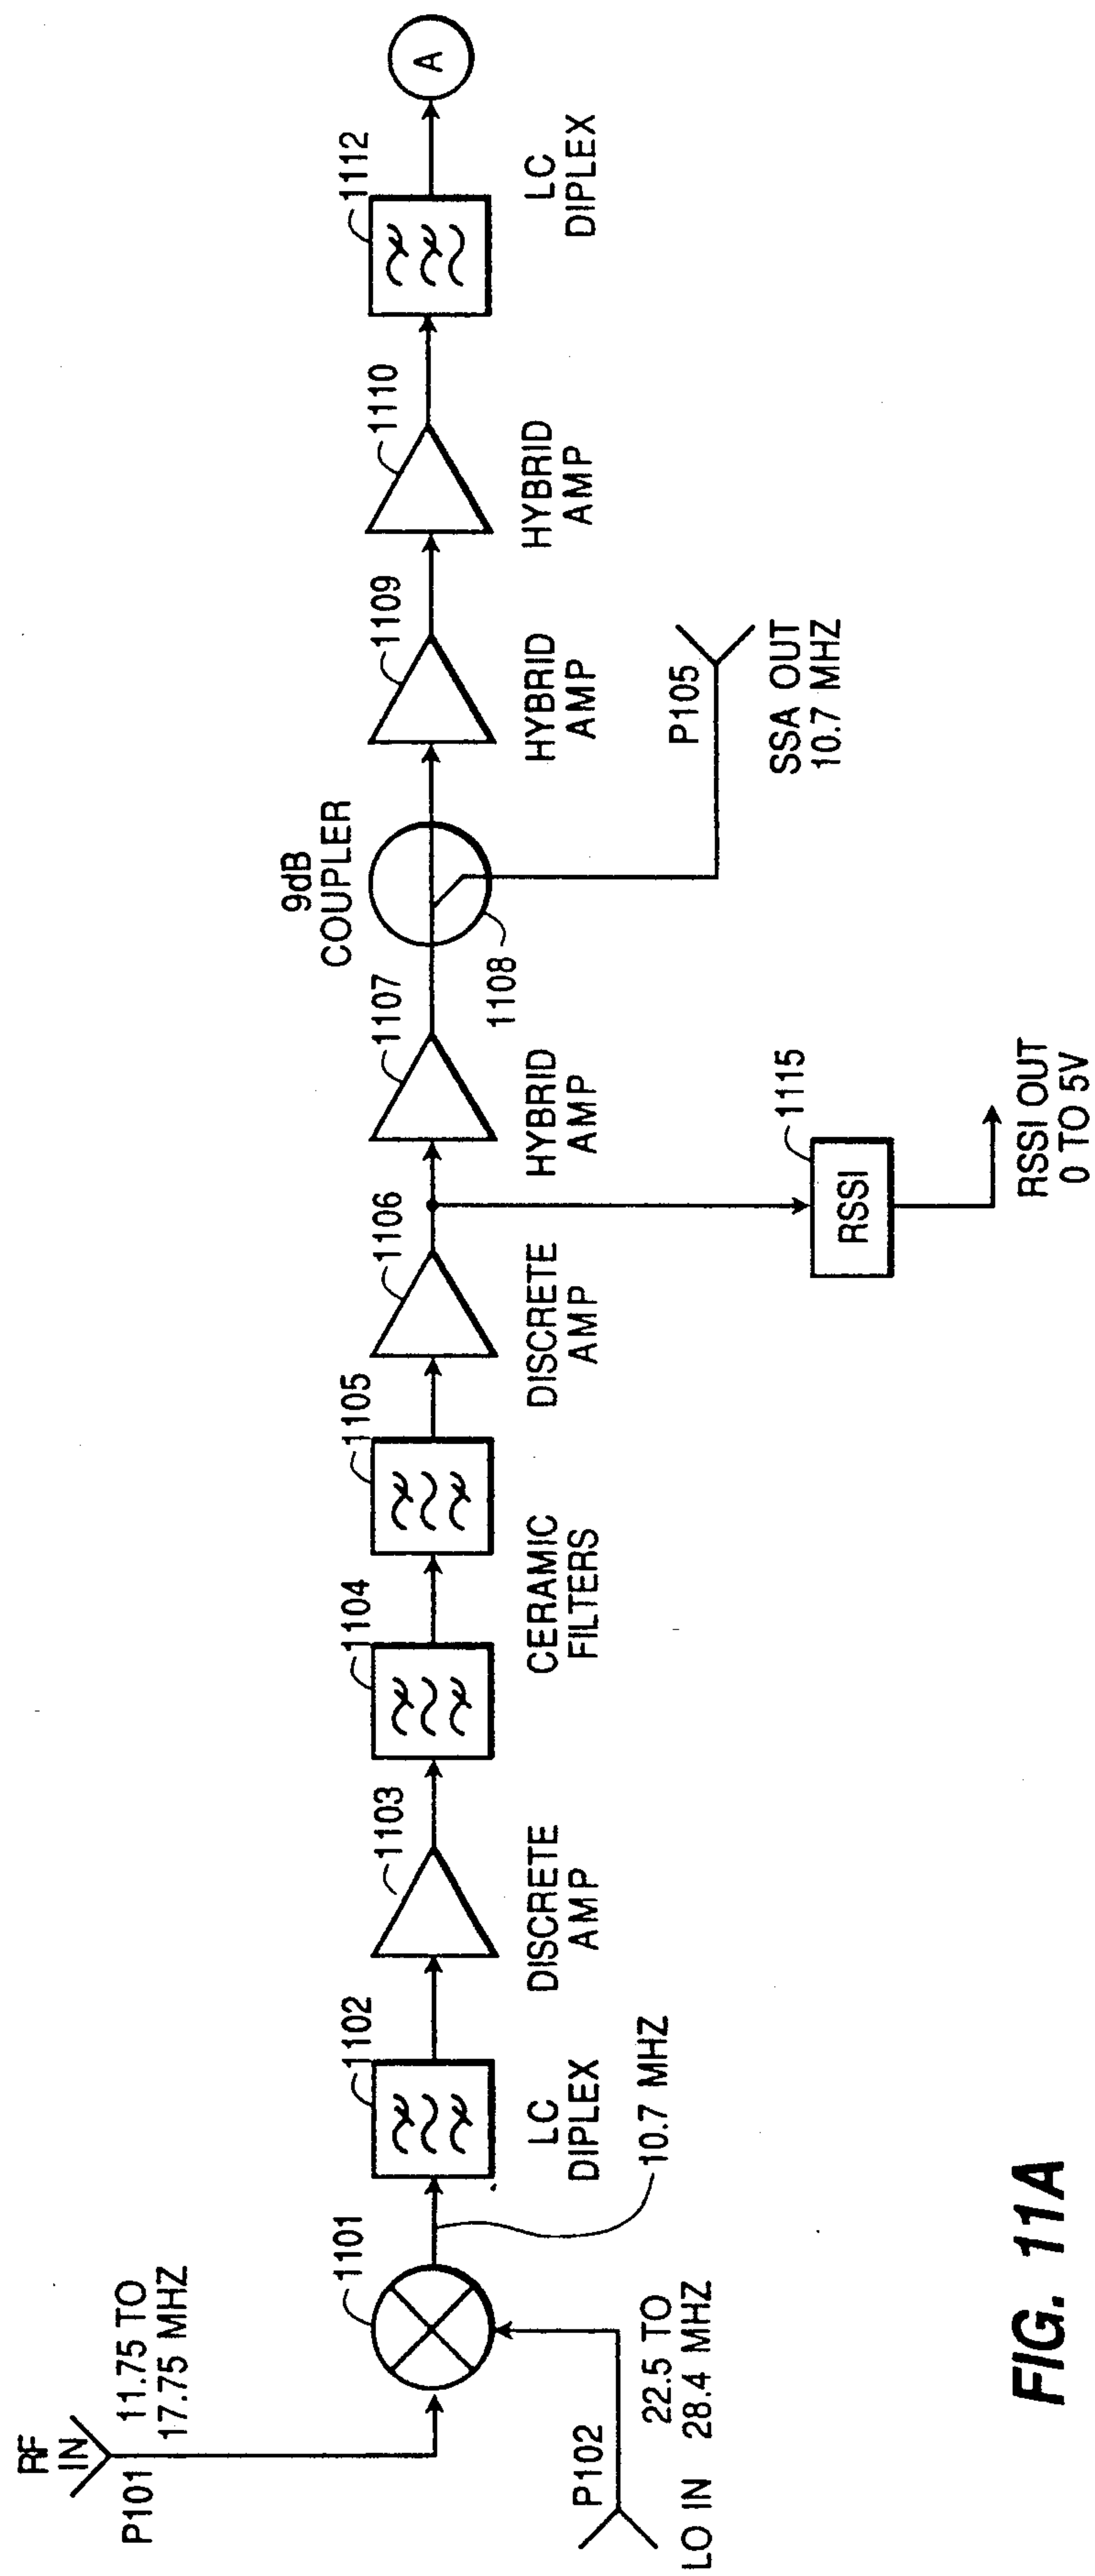 RF
IN
P101
11.75 TO
17.75 MHZ
1101
P102
LO IN
22.5 TO
28.4 MHZ
10.7 MHZ
1102
LC
DIPLEX
1103
DISCRETE
AMP
1104
1105
CERAMIC
FILTERS
1106
DISCRETE
AMP
1115
RSSI
RSSI OUT
0 TO 5V
1107
HYBRID
AMP
9dB
COUPLER
1108
P105
SSA OUT
10.7 MHZ
1109
HYBRID
AMP
1110
HYBRID
AMP
1112
LC
DIPLEX
A
FIG. 11A